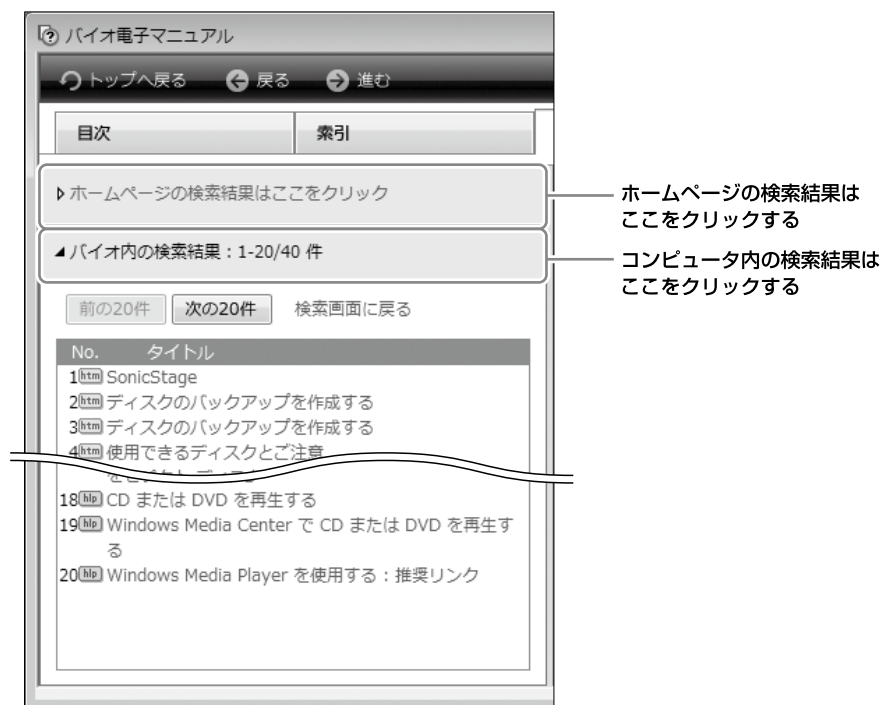 バイオ電子マニュアル
トップへ戻る 戻る 進む
目次 索引
ホームページの検索結果はここをクリック
ホームページの検索結果は
ここをクリックする
バイオ内の検索結果：1-20/40 件
コンピュータ内の検索結果は
ここをクリックする
前の20件 次の20件 検索画面に戻る
No. タイトル
1 htm SonicStage
2 htm ディスクのバックアップを作成する
3 htm ディスクのバックアップを作成する
4 htm 使用できるディスクとご注意
18 hlp CD または DVD を再生する
19 hlp Windows Media Center で CD または DVD を再生す
る
20 hlp Windows Media Player を使用する：推奨リンク